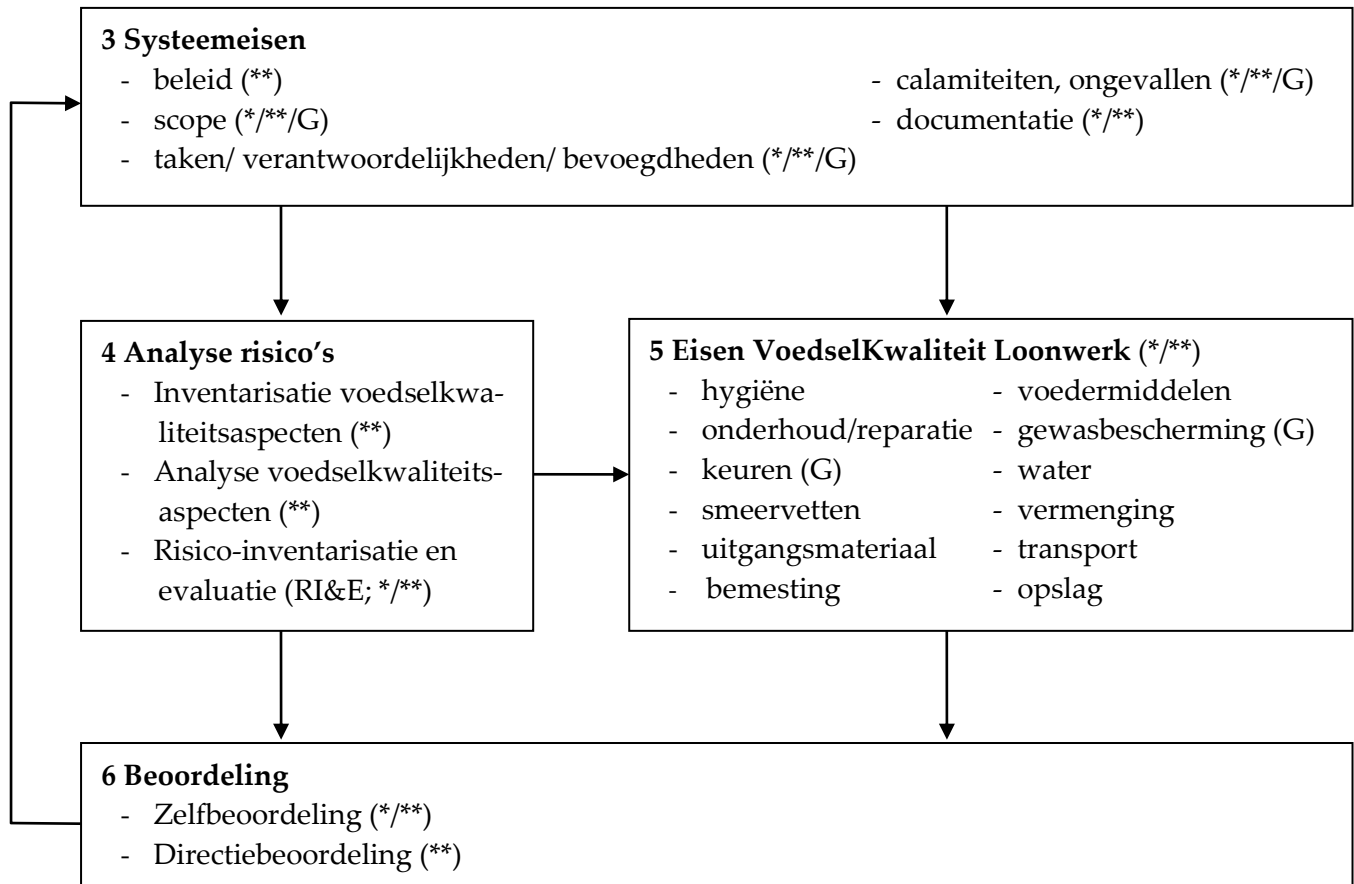 3 Systeemeisen
- beleid (**)
- scope (*/**/G)
- taken/ verantwoordelijkheden/ bevoegdheden (*/**/G)
- calamiteiten, ongevallen (*/**/G)
- documentatie (*/**)
4 Analyse risico’s
- Inventarisatie voedselkwa-
liteitsaspecten (**)
- Analyse voedselkwaliteits-
aspecten (**)
- Risico-inventarisatie en
evaluatie (RI&E; */**)
5 Eisen VoedselKwaliteit Loonwerk (*/**)
- hygiëne
- onderhoud/reparatie
- keuren (G)
- smeervetten
- uitgangsmateriaal
- bemesting
- voedermiddelen
- gewasbescherming (G)
- water
- vermenging
- transport
- opslag
6 Beoordeling
- Zelfbeoordeling (*/**)
- Directiebeoordeling (**)